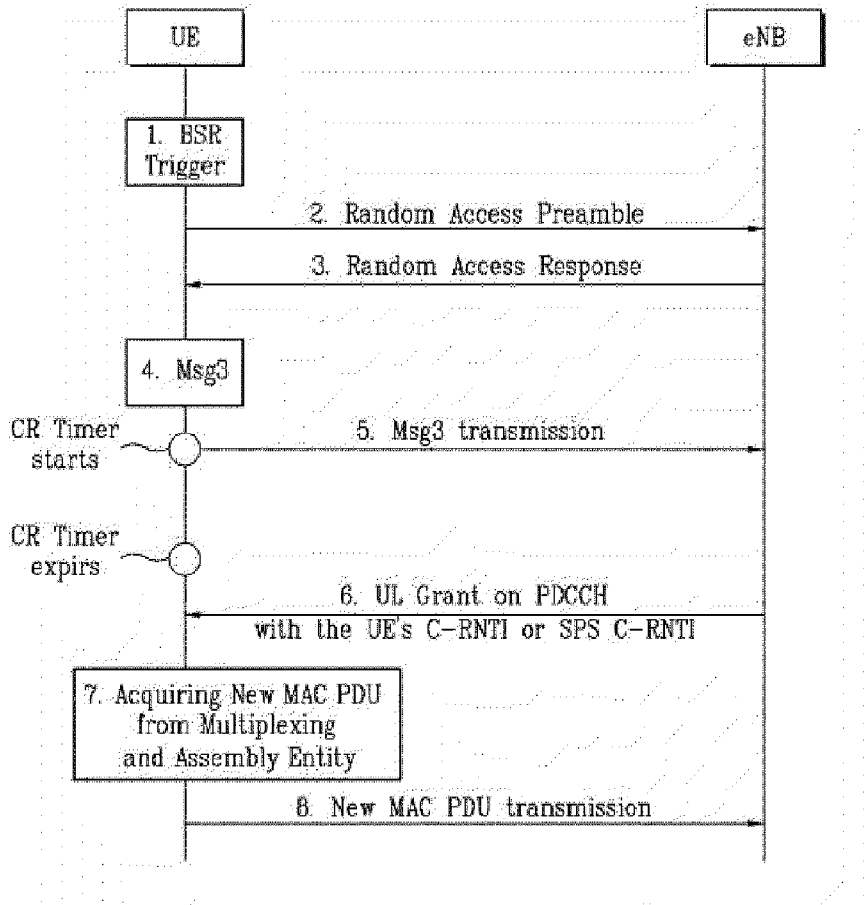 UE
eNB
1. BSR
Trigger
2. Random Access Preamble
3. Random Access Response
4. Msg3
CR Timer
starts
5. Msg3 transmission
CR Timer
expirs
6. UL Grant on PDCCH
with the UE's C-RNTI or SPS C-RNTI
7. Acquiring New MAC PDU
from Multiplexing
and Assembly Entity
8. New MAC PDU transmission